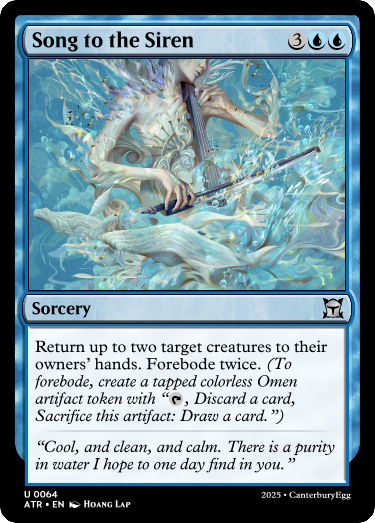 Song to the Siren 3
Sorcery
Return up to two target creatures to their
owners' hands. Forebode twice. (To
forebode, create a tapped colorless Omen
artifact token with “, Discard a card,
Sacrifice this artifact: Draw a card.”)
“Cool, and clean, and calm. There is a purity
in water I hope to one day find in you.”
U 0064
ATR • EN Hoang Lap
2025 • CanterburyEgg